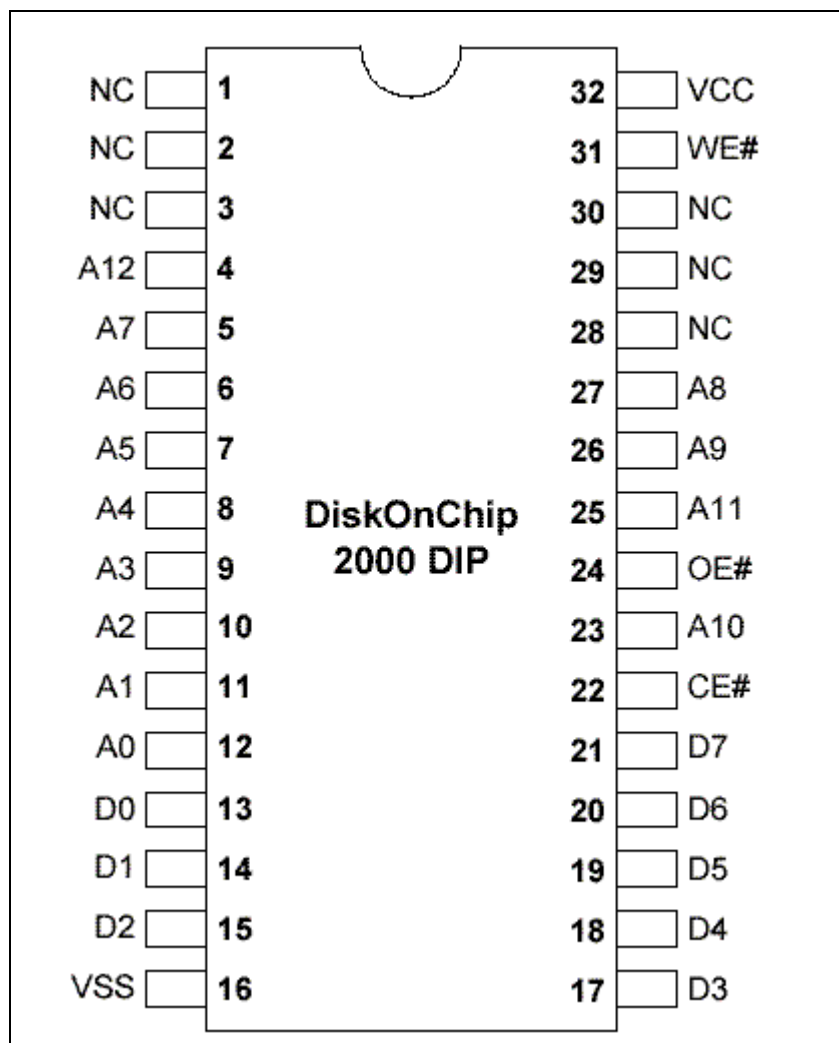 NC 1 32 VCC
NC 2 31 WE#
NC 3 30 NC
A12 4 29 NC
A7 5 28 NC
A6 6 27 A8
A5 7 26 A9
A4 8 25 A11
DiskOnChip
2000 DIP
A3 9 24 OE#
A2 10 23 A10
A1 11 22 CE#
A0 12 21 D7
D0 13 20 D6
D1 14 19 D5
D2 15 18 D4
VSS 16 17 D3